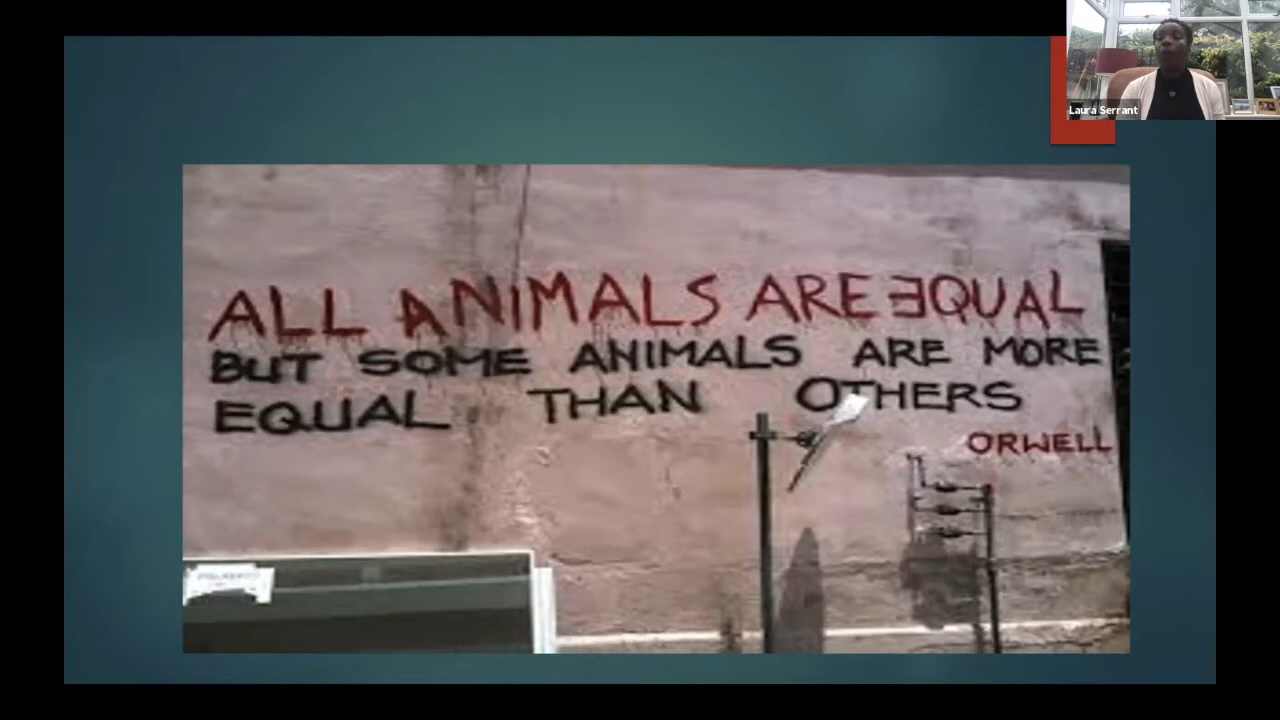 Laura Serrant
ALL ANIMALS ARE EQUAL
BUT SOME ANIMALS ARE MORE
EQUAL THAN OTHERS
ORWELL